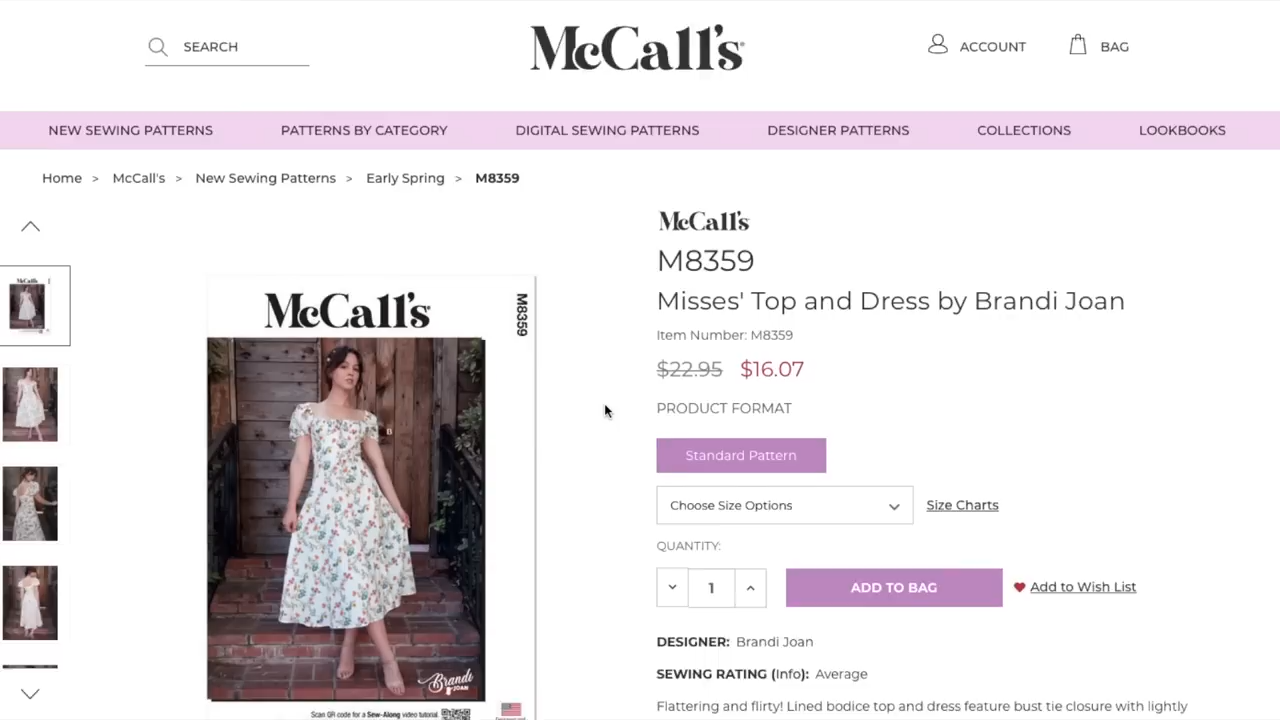 SEARCH
McCall's
ACCOUNT
BAG
NEW SEWING PATTERNS
PATTERNS BY CATEGORY
DIGITAL SEWING PATTERNS
DESIGNER PATTERNS
COLLECTIONS
LOOKBOOKS
Home > McCall's > New Sewing Patterns > Early Spring > M8359
McCall's
M8359
B
Brandi
JOAN
Scan QR code for a Sew-Along video tutorial
McCall's
M8359
Misses' Top and Dress by Brandi Joan
Item Number: M8359
$22.95 $16.07
PRODUCT FORMAT
Standard Pattern
Choose Size Options
Size Charts
QUANTITY:
1
ADD TO BAG
Add to Wish List
DESIGNER: Brandi Joan
SEWING RATING (Info): Average
Flattering and flirty! Lined bodice top and dress feature bust tie closure with lightly